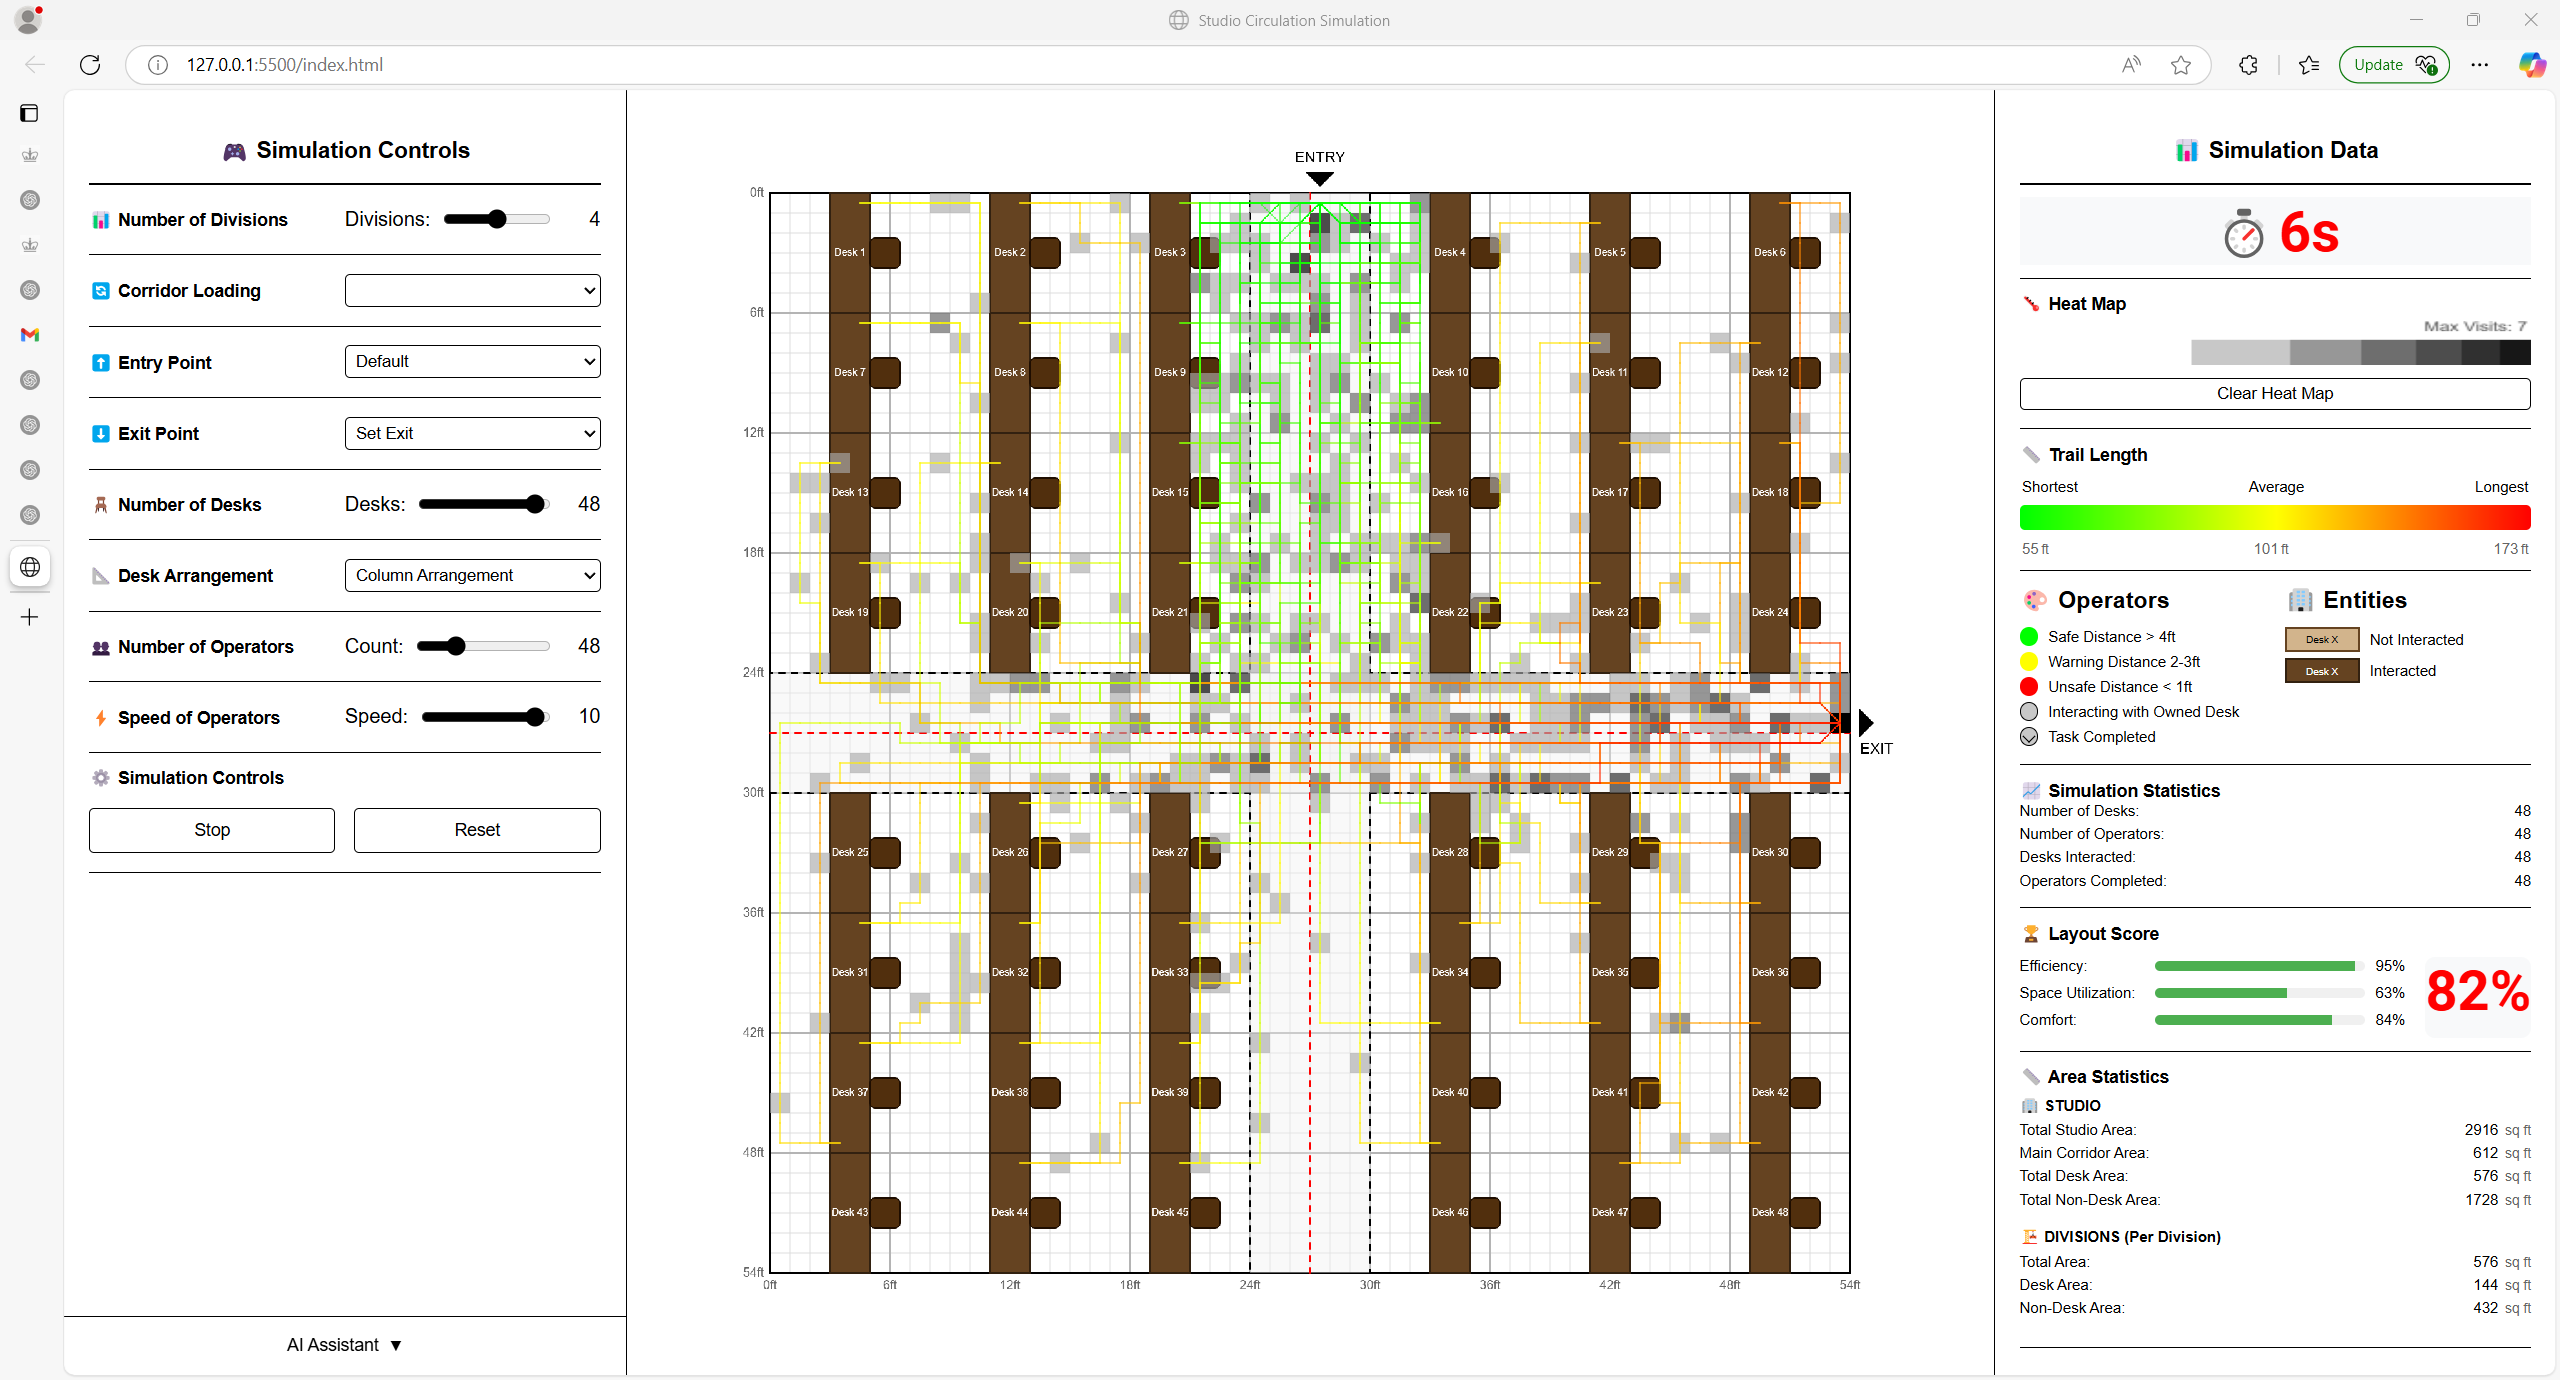 Studio Circulation Simulation
127.0.0.1:5500/index.html
Update
Simulation Controls
Number of Divisions Divisions: 4
Corridor Loading
Entry Point Default
Exit Point Set Exit
Number of Desks Desks: 48
Desk Arrangement Column Arrangement
Number of Operators Count: 48
Speed of Operators Speed: 10
Simulation Controls
Stop Reset
AI Assistant ▼
ENTRY
0ft
Desk 1 Desk 2 Desk 3 Desk 4 Desk 5 Desk 6
6ft
Desk 7 Desk 8 Desk 9 Desk 10 Desk 11 Desk 12
12ft
Desk 13 Desk 14 Desk 15 Desk 16 Desk 17 Desk 18
18ft
Desk 19 Desk 20 Desk 21 Desk 22 Desk 23 Desk 24
24ft
EXIT
30ft
Desk 25 Desk 26 Desk 27 Desk 28 Desk 29 Desk 30
36ft
Desk 31 Desk 32 Desk 33 Desk 34 Desk 35 Desk 36
42ft
Desk 37 Desk 38 Desk 39 Desk 40 Desk 41 Desk 42
48ft
Desk 43 Desk 44 Desk 45 Desk 46 Desk 47 Desk 48
54ft
0ft 6ft 12ft 18ft 24ft 30ft 36ft 42ft 48ft 54ft
Simulation Data
6s
Heat Map
Max Visits: 7
Clear Heat Map
Trail Length
Shortest Average Longest
55 ft 101 ft 173 ft
Operators Entities
Safe Distance > 4ft
Desk X Not Interacted
Warning Distance 2-3ft
Desk X Interacted
Unsafe Distance < 1ft
Interacting with Owned Desk
Task Completed
Simulation Statistics
Number of Desks: 48
Number of Operators: 48
Desks Interacted: 48
Operators Completed: 48
Layout Score
Efficiency: 95%
Space Utilization: 63%
82%
Comfort: 84%
Area Statistics
STUDIO
Total Studio Area: 2916 sq ft
Main Corridor Area: 612 sq ft
Total Desk Area: 576 sq ft
Total Non-Desk Area: 1728 sq ft
DIVISIONS (Per Division)
Total Area: 576 sq ft
Desk Area: 144 sq ft
Non-Desk Area: 432 sq ft